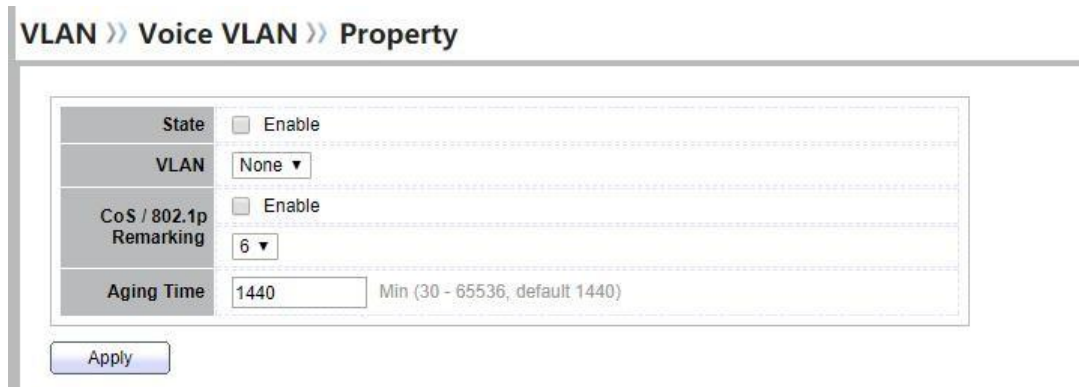 VLAN 》 Voice VLAN 》 Property
State Enable
VLAN None ▼
CoS / 802.1p Remarking Enable
6 ▼
Aging Time 1440 Min (30 - 65536, default 1440)
Apply